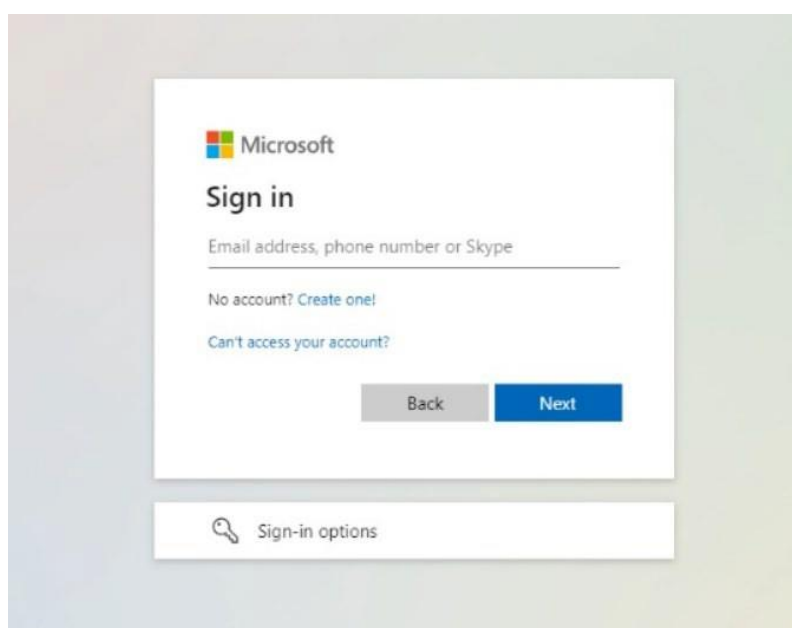 Microsoft
Sign in
Email address, phone number or Skype
No account? Create one!
Can't access your account?
Back Next
Sign-in options